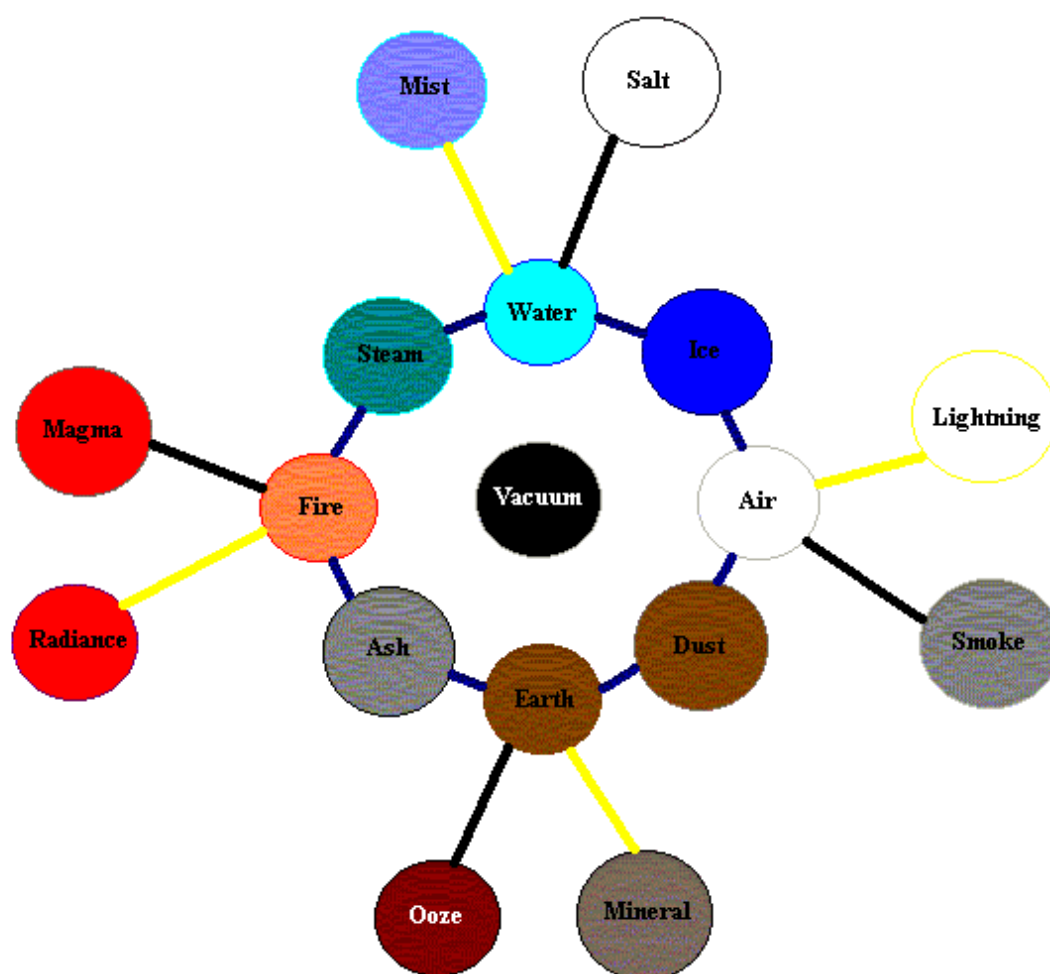 Mist
Salt
Water
Steam
Ice
Magma
Lightning
Fire
Vacuum
Air
Radiance
Ash
Dust
Smoke
Earth
Ooze
Mineral